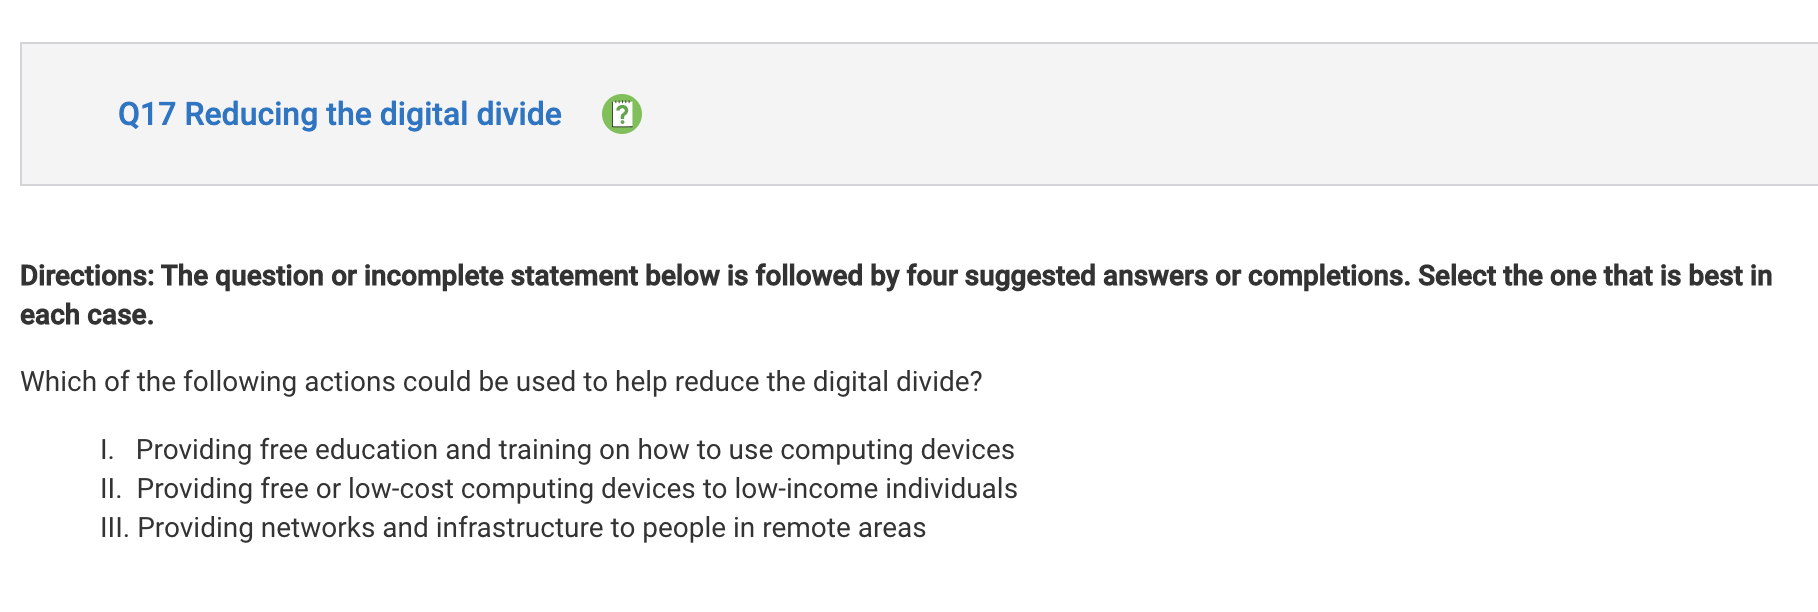 Q17 Reducing the digital divide ?
Directions: The question or incomplete statement below is followed by four suggested answers or completions. Select the one that is best in
each case.
Which of the following actions could be used to help reduce the digital divide?
I. Providing free education and training on how to use computing devices
II. Providing free or low-cost computing devices to low-income individuals
III. Providing networks and infrastructure to people in remote areas